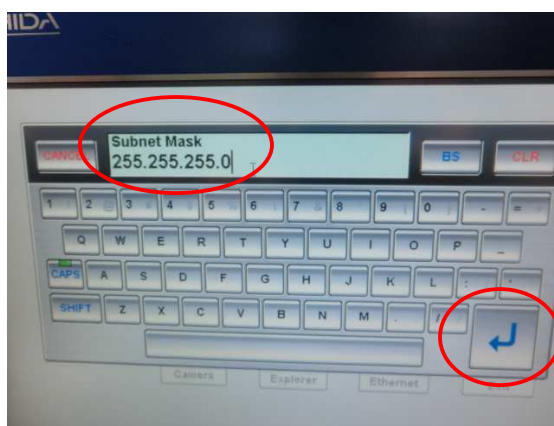 HIDA
Subnet Mask
CANCEL 255.255.255.0 BS CLR
1 2 3 4 5 6 7 8 9 0 - =
Q W E R T Y U I O P _
CAPS A S D F G H J K L :
SHIFT Z X C V B N M . /
Camera Explorer Ethernet